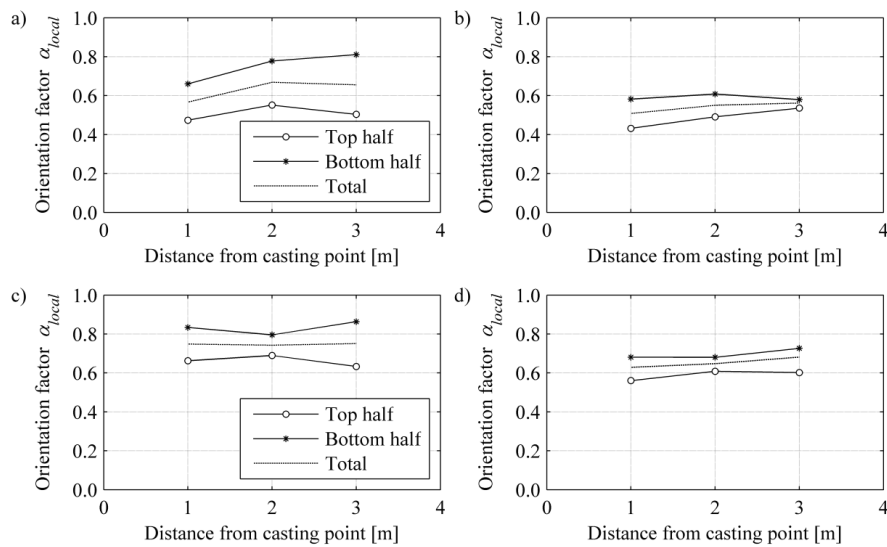 a)
Orientation factor α_local
1.0
0.8
0.6
0.4
0.2
0.0
Top half
Bottom half
Total
0 1 2 3 4
Distance from casting point [m]
b)
Orientation factor α_local
1.0
0.8
0.6
0.4
0.2
0.0
0 1 2 3 4
Distance from casting point [m]
c)
Orientation factor α_local
1.0
0.8
0.6
0.4
0.2
0.0
Top half
Bottom half
Total
0 1 2 3 4
Distance from casting point [m]
d)
Orientation factor α_local
1.0
0.8
0.6
0.4
0.2
0.0
0 1 2 3 4
Distance from casting point [m]